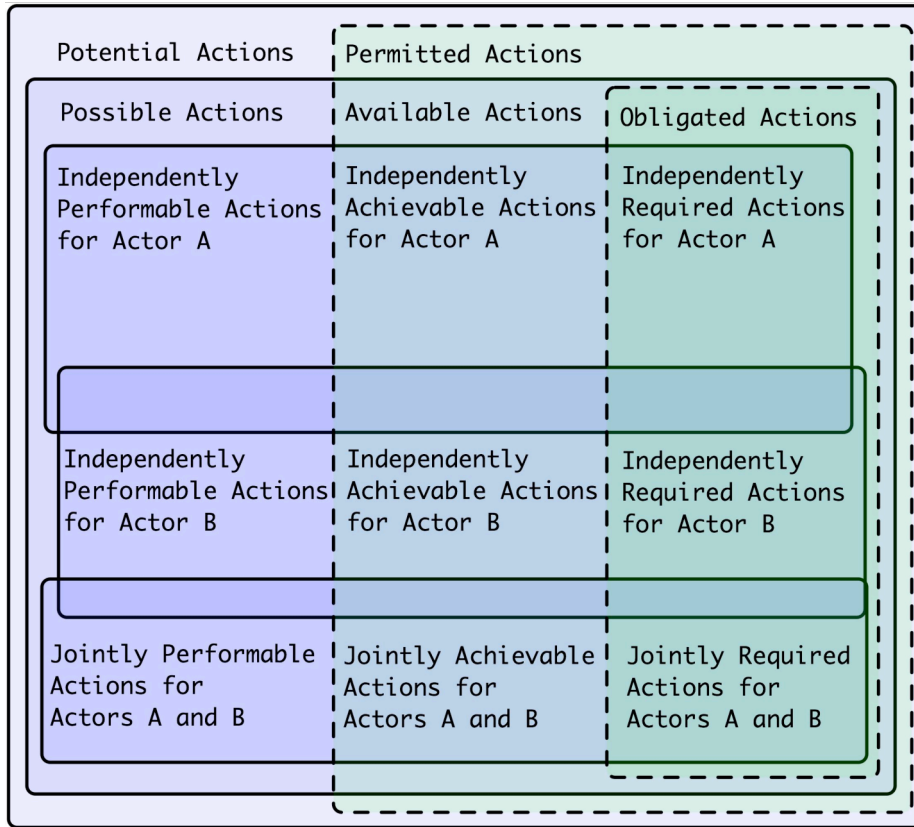 Potential Actions
Permitted Actions
Possible Actions
Available Actions
Obligated Actions
Independently
Performable Actions
for Actor A
Independently
Achievable Actions
for Actor A
Independently
Required Actions
for Actor A
Independently
Performable Actions
for Actor B
Independently
Achievable Actions
for Actor B
Independently
Required Actions
for Actor B
Jointly Performable
Actions for
Actors A and B
Jointly Achievable
Actions for
Actors A and B
Jointly Required
Actions for
Actors A and B